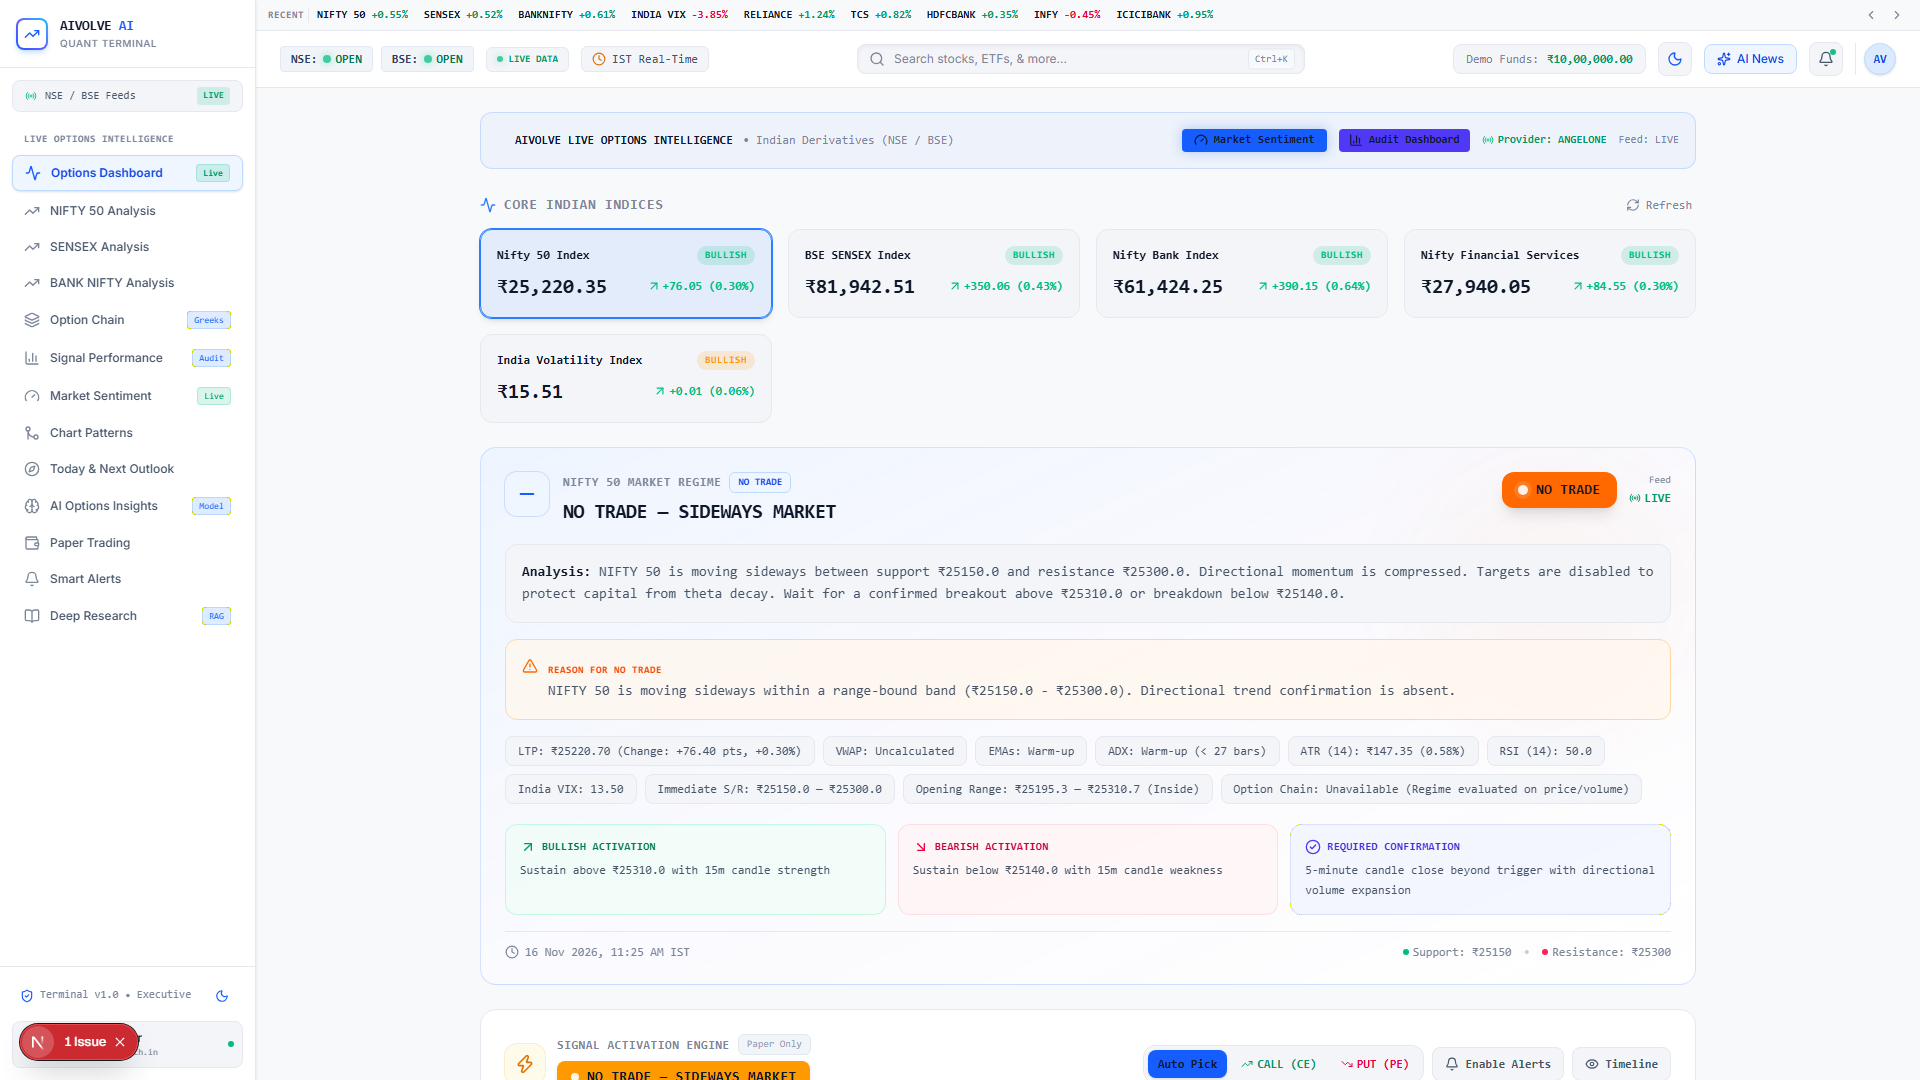 AIVOLVE AI
QUANT TERMINAL
RECENT NIFTY 50 +0.55% SENSEX +0.52% BANKNIFTY +0.61% INDIA VIX -3.85% RELIANCE +1.24% TCS +0.82% HDFCBANK +0.35% INFY -0.45% ICICIBANK +0.95%
NSE: OPEN BSE: OPEN LIVE DATA IST Real-Time
Search stocks, ETFs, & more... Ctrl+K
Demo Funds: ₹10,00,000.00 AI News AV
NSE / BSE Feeds LIVE
LIVE OPTIONS INTELLIGENCE
Options Dashboard Live
NIFTY 50 Analysis
SENSEX Analysis
BANK NIFTY Analysis
Option Chain Greeks
Signal Performance Audit
Market Sentiment Live
Chart Patterns
Today & Next Outlook
AI Options Insights Model
Paper Trading
Smart Alerts
Deep Research RAG
Terminal v1.0 • Executive
N 1 Issue
ch.in
AIVOLVE LIVE OPTIONS INTELLIGENCE • Indian Derivatives (NSE / BSE)
Market Sentiment Audit Dashboard Provider: ANGELONE Feed: LIVE
CORE INDIAN INDICES Refresh
Nifty 50 Index BULLISH
₹25,220.35 +76.05 (0.30%)
BSE SENSEX Index BULLISH
₹81,942.51 +350.06 (0.43%)
Nifty Bank Index BULLISH
₹61,424.25 +390.15 (0.64%)
Nifty Financial Services BULLISH
₹27,940.05 +84.55 (0.30%)
India Volatility Index BULLISH
₹15.51 +0.01 (0.06%)
NIFTY 50 MARKET REGIME NO TRADE
NO TRADE — SIDEWAYS MARKET
NO TRADE
Feed
LIVE
Analysis: NIFTY 50 is moving sideways between support ₹25150.0 and resistance ₹25300.0. Directional momentum is compressed. Targets are disabled to
protect capital from theta decay. Wait for a confirmed breakout above ₹25310.0 or breakdown below ₹25140.0.
REASON FOR NO TRADE
NIFTY 50 is moving sideways within a range-bound band (₹25150.0 - ₹25300.0). Directional trend confirmation is absent.
LTP: ₹25220.70 (Change: +76.40 pts, +0.30%) VWAP: Uncalculated EMAs: Warm-up ADX: Warm-up (< 27 bars) ATR (14): ₹147.35 (0.58%) RSI (14): 50.0
India VIX: 13.50 Immediate S/R: ₹25150.0 — ₹25300.0 Opening Range: ₹25195.3 — ₹25310.7 (Inside) Option Chain: Unavailable (Regime evaluated on price/volume)
BULLISH ACTIVATION
Sustain above ₹25310.0 with 15m candle strength
BEARISH ACTIVATION
Sustain below ₹25140.0 with 15m candle weakness
REQUIRED CONFIRMATION
5-minute candle close beyond trigger with directional
volume expansion
16 Nov 2026, 11:25 AM IST Support: ₹25150 • Resistance: ₹25300
SIGNAL ACTIVATION ENGINE Paper Only
NO TRADE — SIDEWAYS MARKET
Auto Pick CALL (CE) PUT (PE) Enable Alerts Timeline